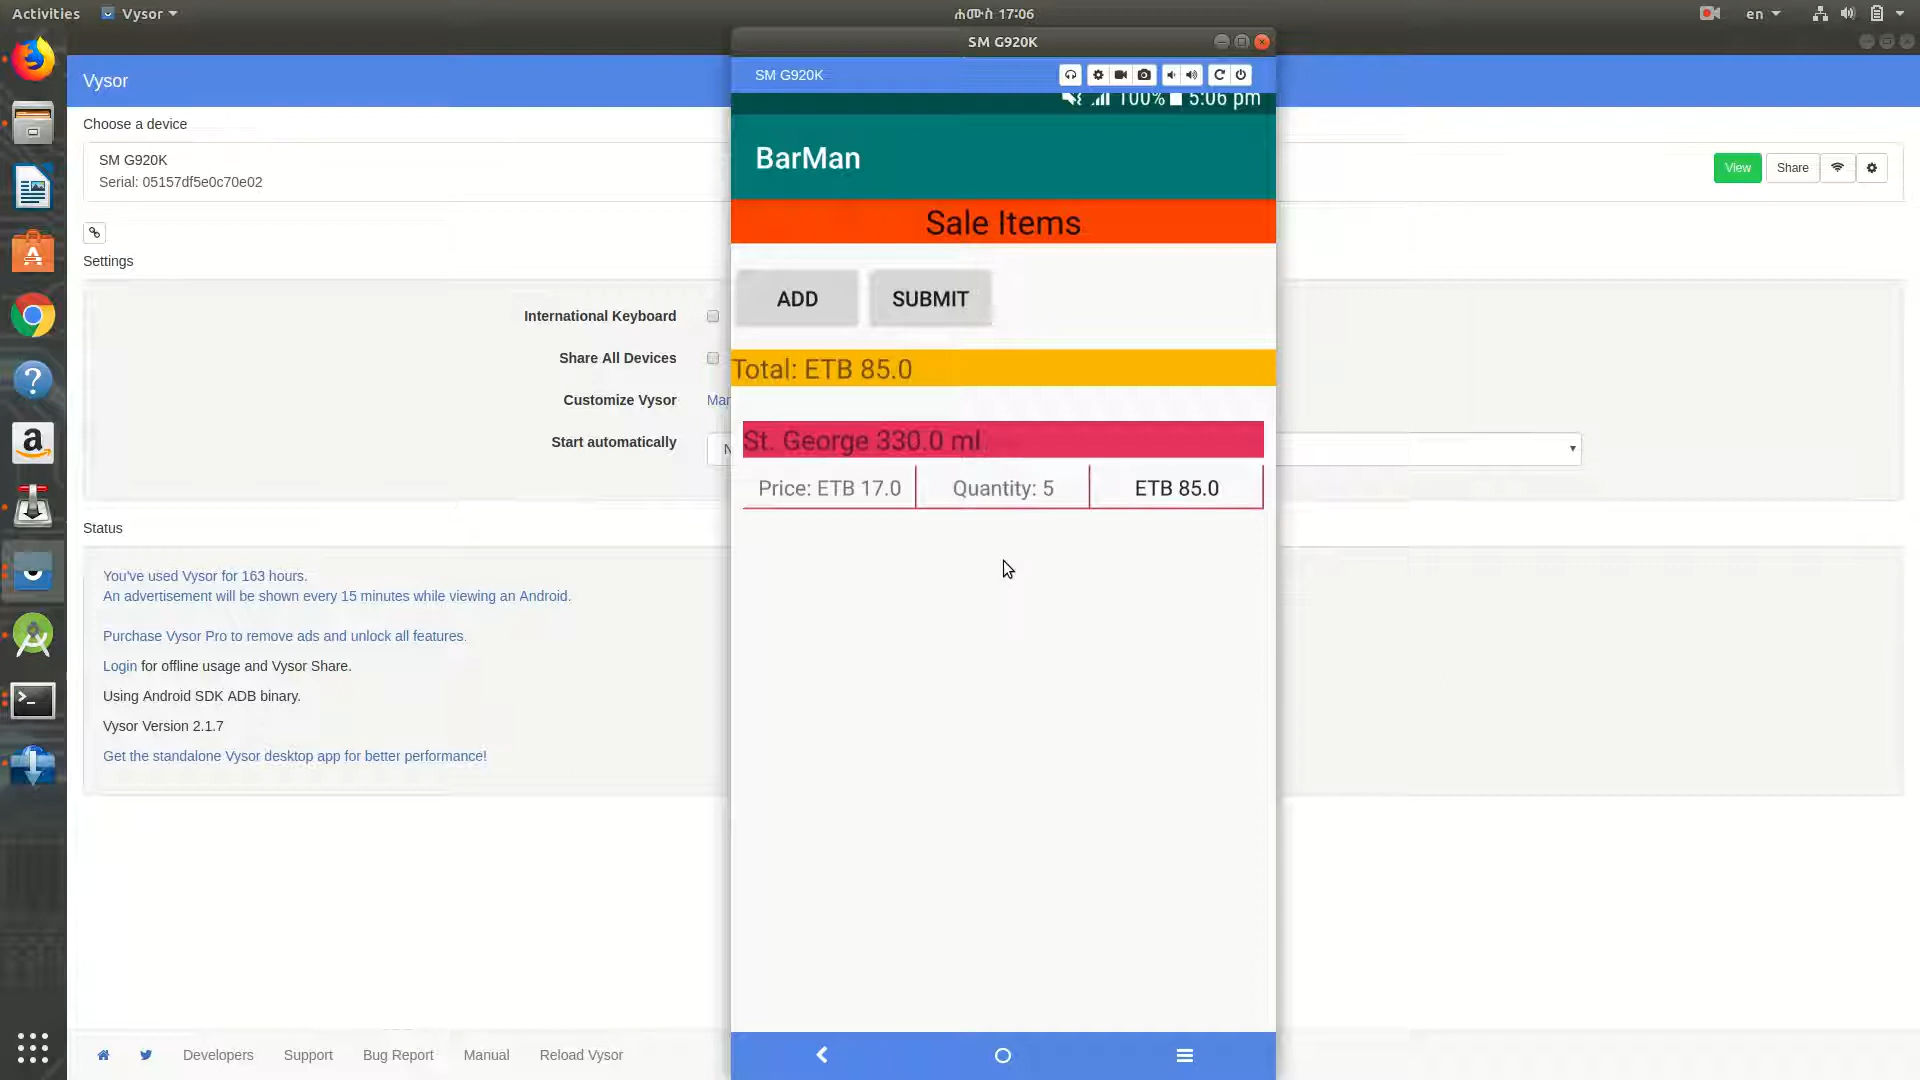 Activities Vysor ሐሙስ 17:06 en
SM G920K
Vysor
SM G920K
100% 5:06 pm
Choose a device
SM G920K
Serial: 05157df5e0c70e02
View Share
BarMan
Sale Items
Settings
ADD SUBMIT
International Keyboard
Share All Devices
Total: ETB 85.0
Customize Vysor
Start automatically
St. George 330.0 ml
Price: ETB 17.0 Quantity: 5 ETB 85.0
Status
You've used Vysor for 163 hours.
An advertisement will be shown every 15 minutes while viewing an Android.
Purchase Vysor Pro to remove ads and unlock all features.
Login for offline usage and Vysor Share.
Using Android SDK ADB binary.
Vysor Version 2.1.7
Get the standalone Vysor desktop app for better performance!
Developers Support Bug Report Manual Reload Vysor